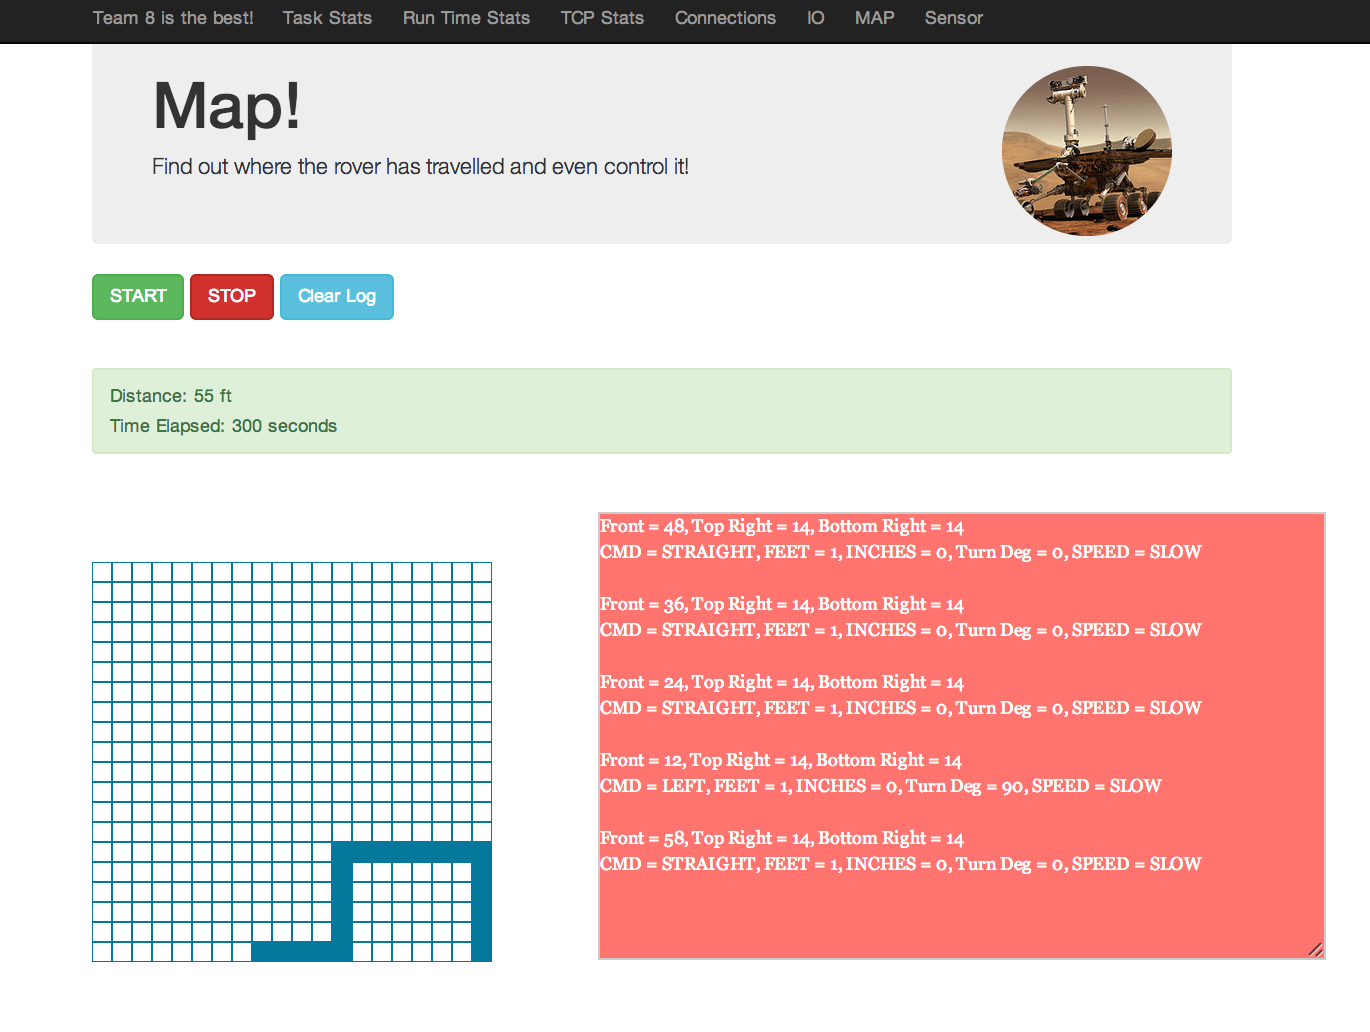 Team 8 is the best! Task Stats Run Time Stats TCP Stats Connections IO MAP Sensor
Map!
Find out where the rover has travelled and even control it!
START STOP Clear Log
Distance: 55 ft
Time Elapsed: 300 seconds
Front = 48, Top Right = 14, Bottom Right = 14
CMD = STRAIGHT, FEET = 1, INCHES = 0, Turn Deg = 0, SPEED = SLOW
Front = 36, Top Right = 14, Bottom Right = 14
CMD = STRAIGHT, FEET = 1, INCHES = 0, Turn Deg = 0, SPEED = SLOW
Front = 24, Top Right = 14, Bottom Right = 14
CMD = STRAIGHT, FEET = 1, INCHES = 0, Turn Deg = 0, SPEED = SLOW
Front = 12, Top Right = 14, Bottom Right = 14
CMD = LEFT, FEET = 1, INCHES = 0, Turn Deg = 90, SPEED = SLOW
Front = 58, Top Right = 14, Bottom Right = 14
CMD = STRAIGHT, FEET = 1, INCHES = 0, Turn Deg = 0, SPEED = SLOW